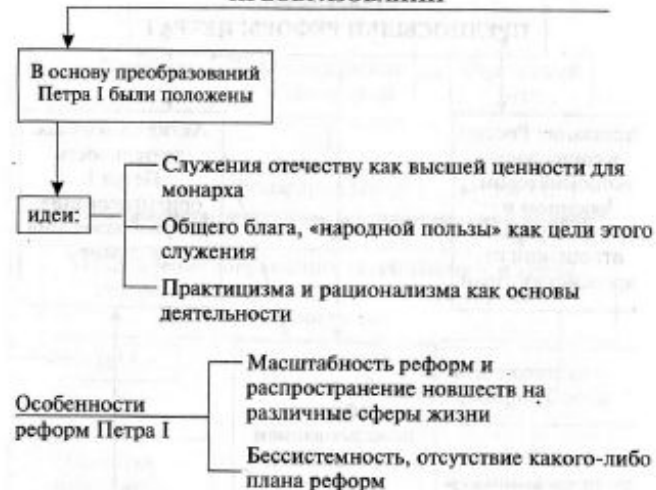 В основу преобразований
Петра I были положены
идеи:
Служения отечеству как высшей ценности для
монарха
Общего блага, «народной пользы» как цели этого
служения
Практицизма и рационализма как основы
деятельности
Особенности
реформ Петра I
Масштабность реформ и
распространение новшеств на
различные сферы жизни
Бессистемность, отсутствие какого-либо
плана реформ